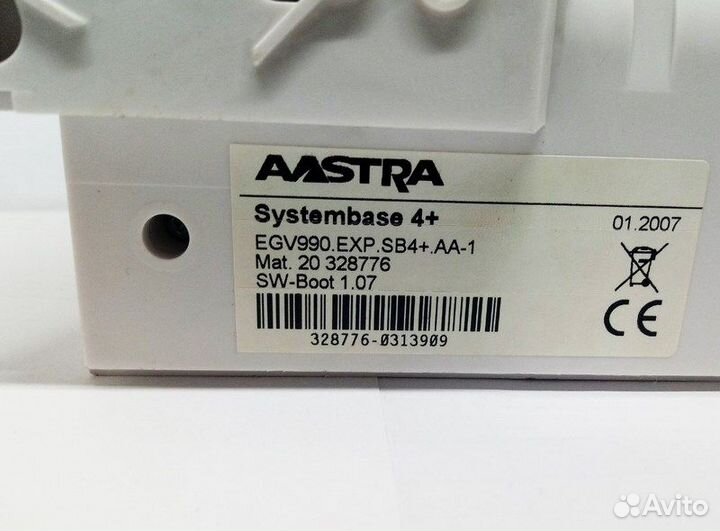 AASTRA
Systembase 4+
01.2007
EGV990.EXP.SB4+.AA-1
Mat. 20 328776
SW-Boot 1.07
CE
328776-0313909
Avito